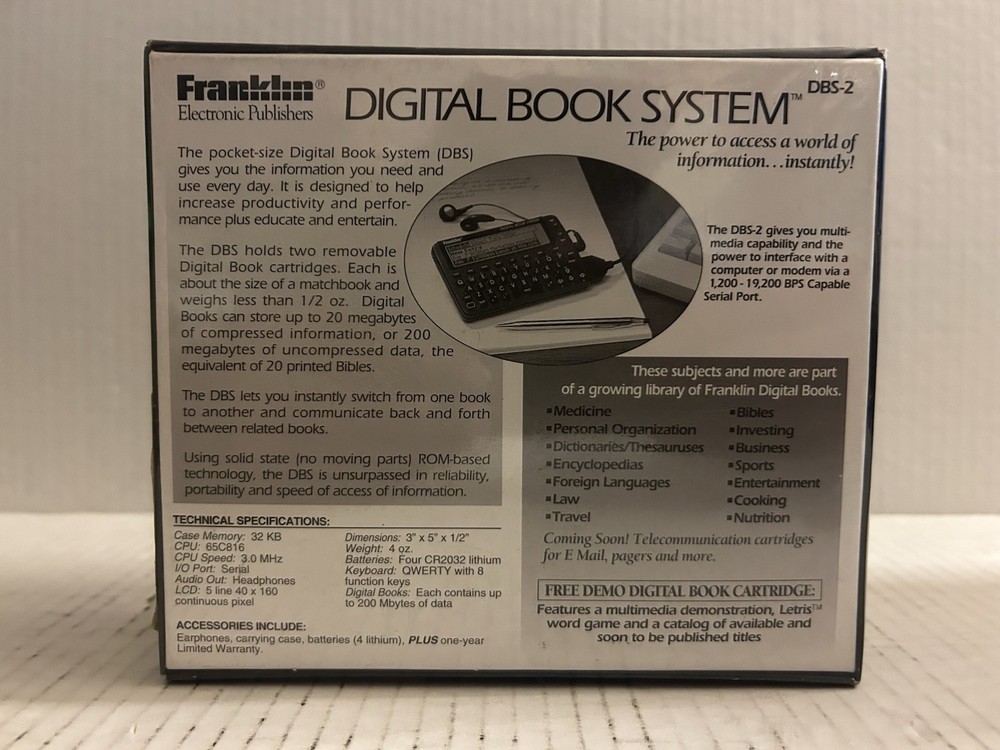 Franklin®
Electronic Publishers
DIGITAL BOOK SYSTEM™
DBS-2
The power to access a world of
information...instantly!
The pocket-size Digital Book System (DBS)
gives you the information you need and
use every day. It is designed to help
increase productivity and perfor-
mance plus educate and entertain.
The DBS holds two removable
Digital Book cartridges. Each is
about the size of a matchbook and
weighs less than 1/2 oz. Digital
Books can store up to 20 megabytes
of compressed information, or 200
megabytes of uncompressed data, the
equivalent of 20 printed Bibles.
The DBS lets you instantly switch from one book
to another and communicate back and forth
between related books.
Using solid state (no moving parts) ROM-based
technology, the DBS is unsurpassed in reliability,
portability and speed of access of information.
Franklin
The DBS-2 gives you multi-
media capability and the
power to interface with a
computer or modem via a
1,200 - 19,200 BPS Capable
Serial Port.
These subjects and more are part
of a growing library of Franklin Digital Books.
▪ Medicine
▪ Personal Organization
▪ Dictionaries/Thesauruses
▪ Encyclopedias
▪ Foreign Languages
▪ Law
▪ Travel
▪ Bibles
▪ Investing
▪ Business
▪ Sports
▪ Entertainment
▪ Cooking
▪ Nutrition
Coming Soon! Telecommunication cartridges
for E Mail, pagers and more.
FREE DEMO DIGITAL BOOK CARTRIDGE:
Features a multimedia demonstration, Letris™
word game and a catalog of available and
soon to be published titles
TECHNICAL SPECIFICATIONS:
Case Memory: 32 KB
CPU: 65C816
CPU Speed: 3.0 MHz
I/O Port: Serial
Audio Out: Headphones
LCD: 5 line 40 x 160
continuous pixel
Dimensions: 3" x 5" x 1/2"
Weight: 4 oz.
Batteries: Four CR2032 lithium
Keyboard: QWERTY with 8
function keys
Digital Books: Each contains up
to 200 Mbytes of data
ACCESSORIES INCLUDE:
Earphones, carrying case, batteries (4 lithium), PLUS one-year
Limited Warranty.